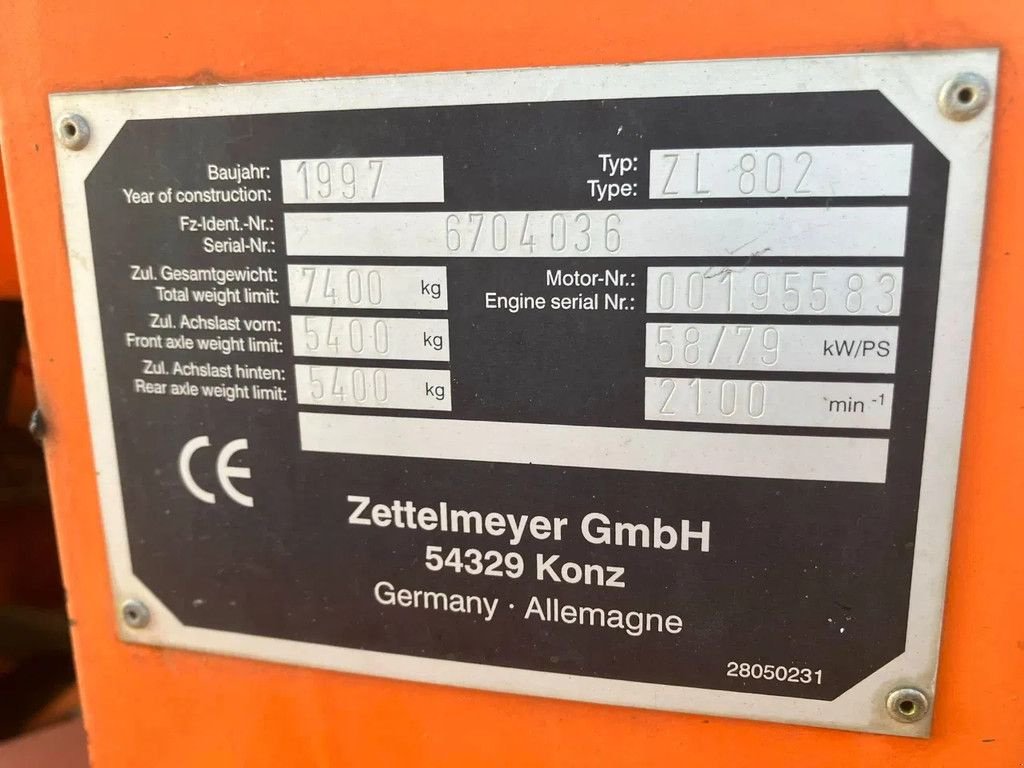 Baujahr:
Year of construction: 1997
Typ:
Type: ZL 802
Fz-Ident.-Nr.:
Serial-Nr.: 6704036
Zul. Gesamtgewicht:
Total weight limit: 7400 kg
Motor-Nr.:
Engine serial Nr.: 00195583
Zul. Achslast vorn:
Front axle weight limit: 5400 kg
58/79 kW/PS
Zul. Achslast hinten:
Rear axle weight limit: 5400 kg
2100 min -1
CE
Zettelmeyer GmbH
54329 Konz
Germany · Allemagne
28050231